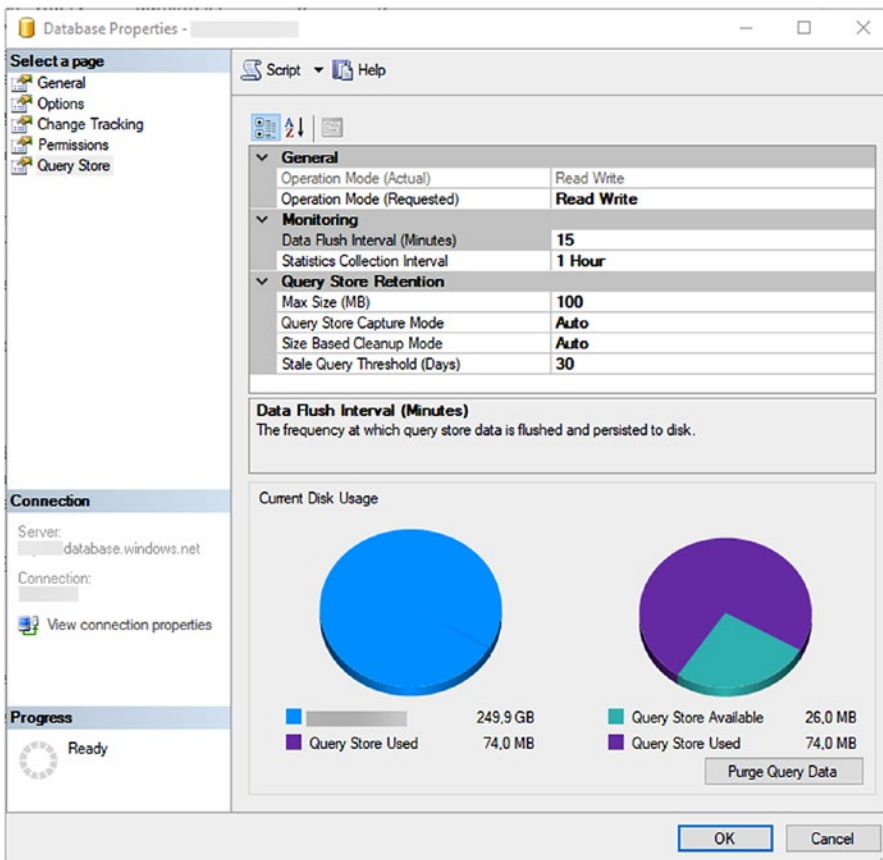 Database Properties -
Select a page
General
Options
Change Tracking
Permissions
Query Store
Script Help
General
Operation Mode (Actual) Read Write
Operation Mode (Requested) Read Write
Monitoring
Data Flush Interval (Minutes) 15
Statistics Collection Interval 1 Hour
Query Store Retention
Max Size (MB) 100
Query Store Capture Mode Auto
Size Based Cleanup Mode Auto
Stale Query Threshold (Days) 30
Data Flush Interval (Minutes)
The frequency at which query store data is flushed and persisted to disk.
Connection
Server:
database.windows.net
Connection:
View connection properties
Progress
Ready
Current Disk Usage
249,9 GB
Query Store Used 74,0 MB
Query Store Available 26,0 MB
Query Store Used 74,0 MB
Purge Query Data
OK Cancel